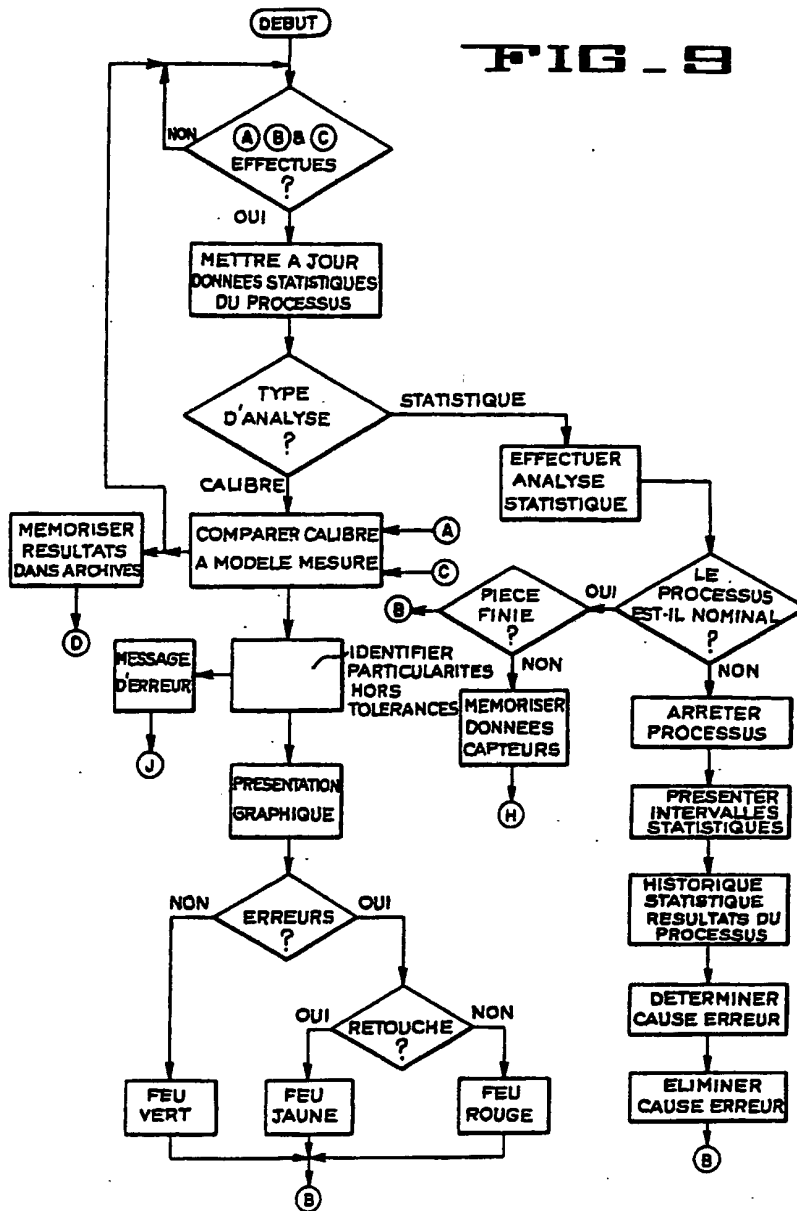 DEBUT
FIG_9
NON
A B & C
EFFECTUES
?
OUI
METTRE A JOUR
DONNEES STATISTIQUES
DU PROCESSUS
TYPE
D'ANALYSE
?
STATISTIQUE
CALIBRE
EFFECTUER
ANALYSE
STATISTIQUE
MEMORISER
RESULTATS
DANS ARCHIVES
D
COMPARER CALIBRE
A MODELE MESURE
A
C
LE
PROCESSUS
EST-IL NOMINAL
?
OUI
NON
PIECE
FINIE
?
B
NON
MEMORISER
DONNEES
CAPTEURS
H
MESSAGE
D'ERREUR
J
IDENTIFIER
PARTICULARITES
HORS
TOLERANCES
ARRETER
PROCESSUS
PRESENTATION
GRAPHIQUE
PRESENTER
INTERVALLES
STATISTIQUES
NON
ERREURS
?
OUI
HISTORIQUE
STATISTIQUE
RESULTATS DU
PROCESSUS
OUI
RETOUCHE
?
NON
DETERMINER
CAUSE ERREUR
FEU
VERT
FEU
JAUNE
FEU
ROUGE
ELIMINER
CAUSE ERREUR
B
B